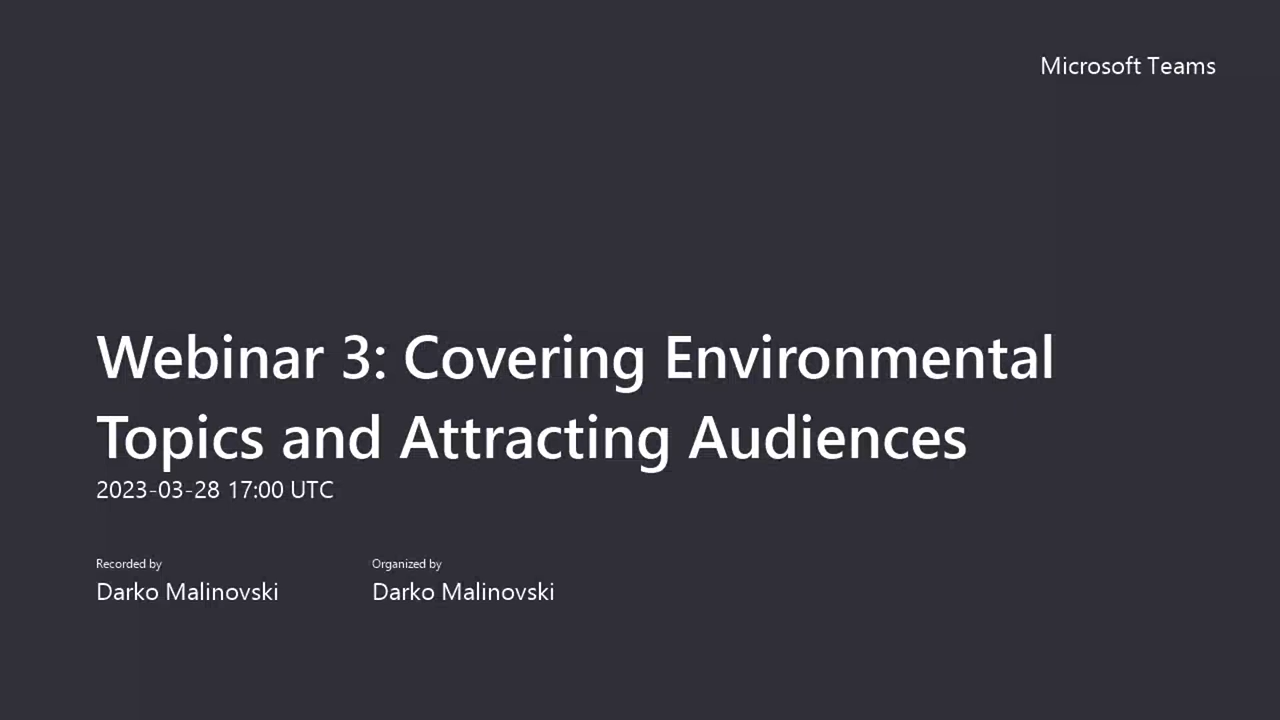 Microsoft Teams
Webinar 3: Covering Environmental
Topics and Attracting Audiences
2023-03-28 17:00 UTC
Recorded by
Darko Malinovski
Organized by
Darko Malinovski